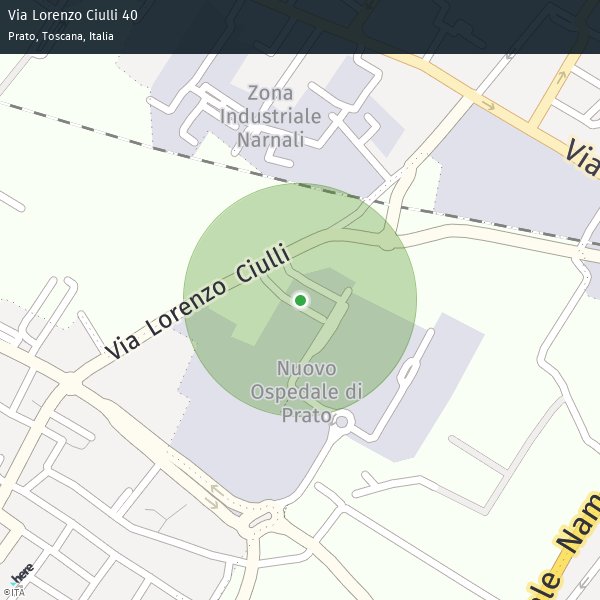 Via Lorenzo Ciulli 40
Prato, Toscana, Italia
Zona
Industriale
Narnali
Via
Via Lorenzo Ciulli
Nuovo
Ospedale di
Prato
ole Nam
here
©ITA